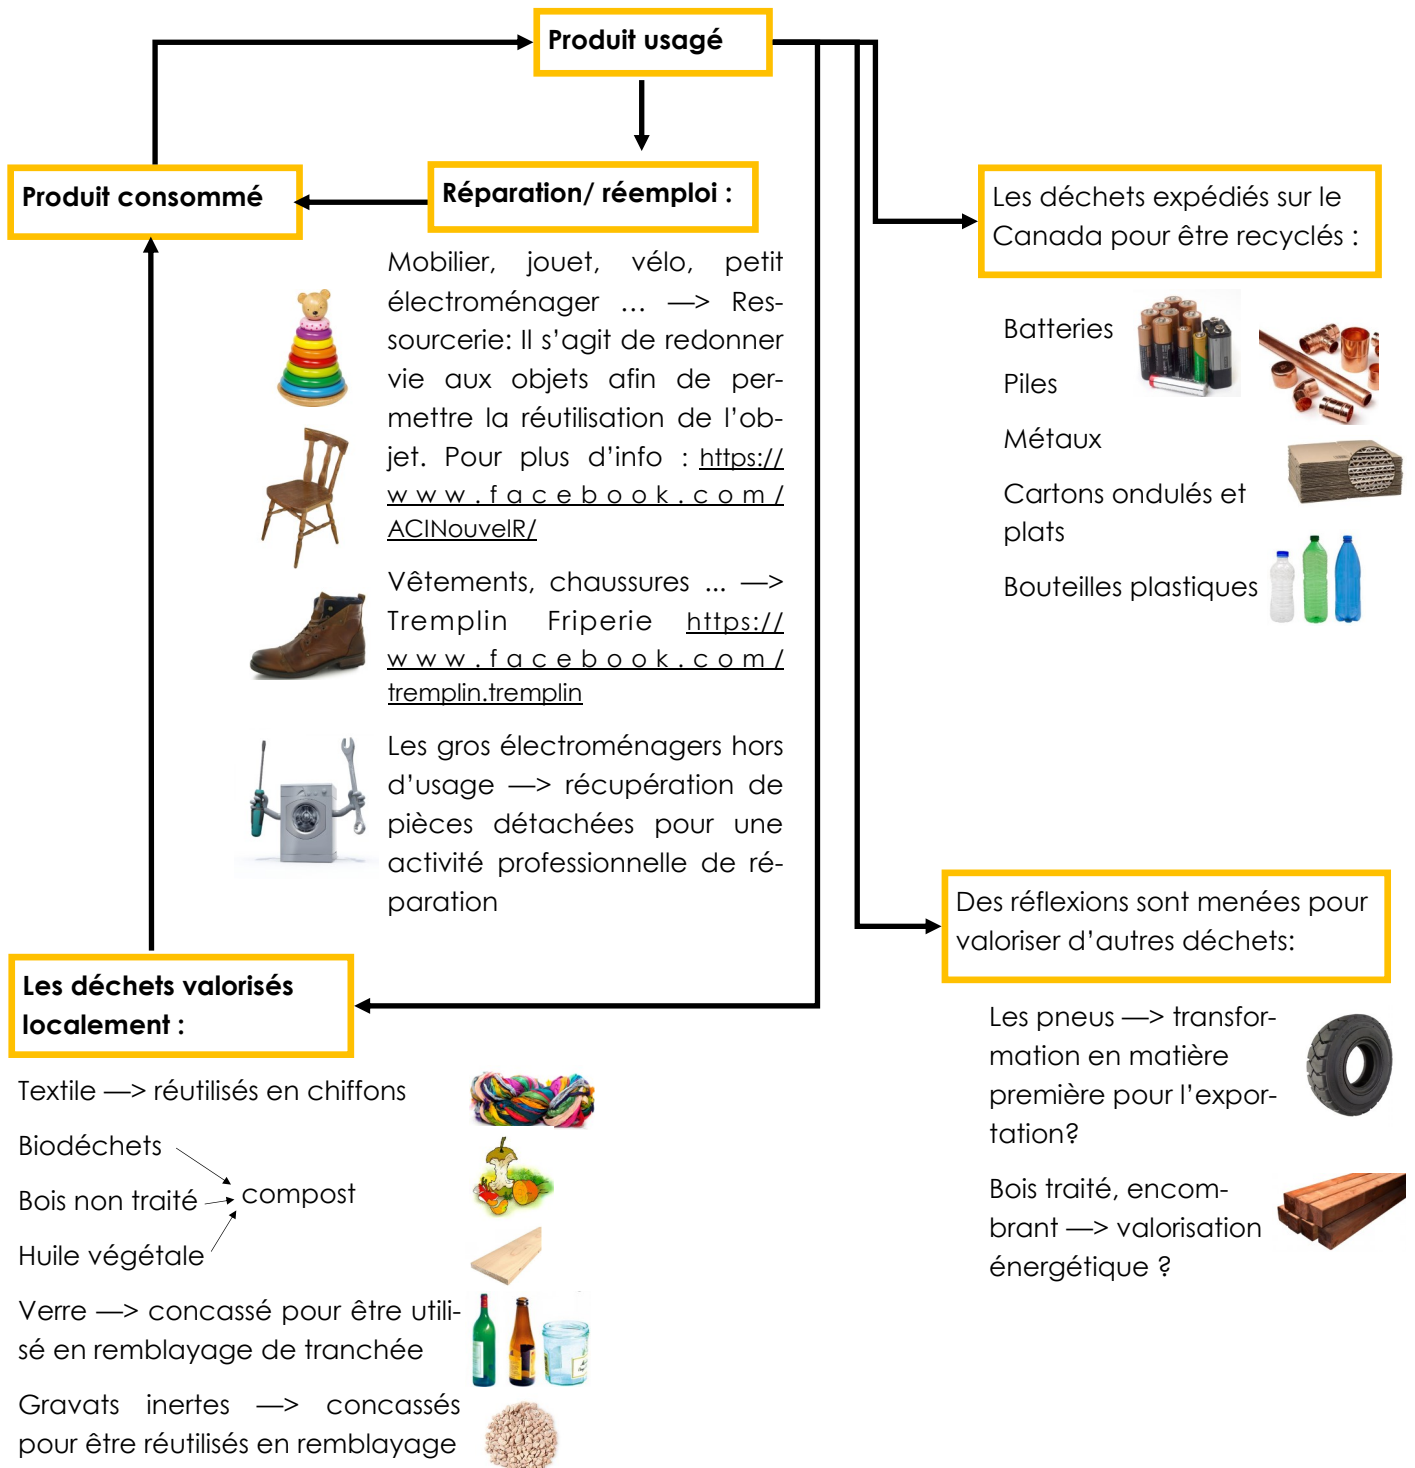 Produit usagé
Produit consommé
Réparation/ réemploi :
Mobilier, jouet, vélo, petit
électroménager ... —> Res-
sourcerie: Il s’agit de redonner
vie aux objets afin de per-
mettre la réutilisation de l’ob-
jet. Pour plus d’info : https://
www.facebook.com/
ACINouvelR/
Vêtements, chaussures ... —>
Tremplin Friperie https://
www.facebook.com/
tremplin.tremplin
Les gros électroménagers hors
d’usage —> récupération de
pièces détachées pour une
activité professionnelle de ré-
paration
Les déchets expédiés sur le
Canada pour être recyclés :
Batteries
Piles
Métaux
Cartons ondulés et
plats
Bouteilles plastiques
Des réflexions sont menées pour
valoriser d’autres déchets:
Les pneus —> transfor-
mation en matière
première pour l’expor-
tation?
Bois traité, encom-
brant —> valorisation
énergétique ?
Les déchets valorisés
localement :
Textile —> réutilisés en chiffons
Biodéchets
Bois non traité
compost
Huile végétale
Verre —> concassé pour être utili-
sé en remblayage de tranchée
Gravats inertes —> concassés
pour être réutilisés en remblayage